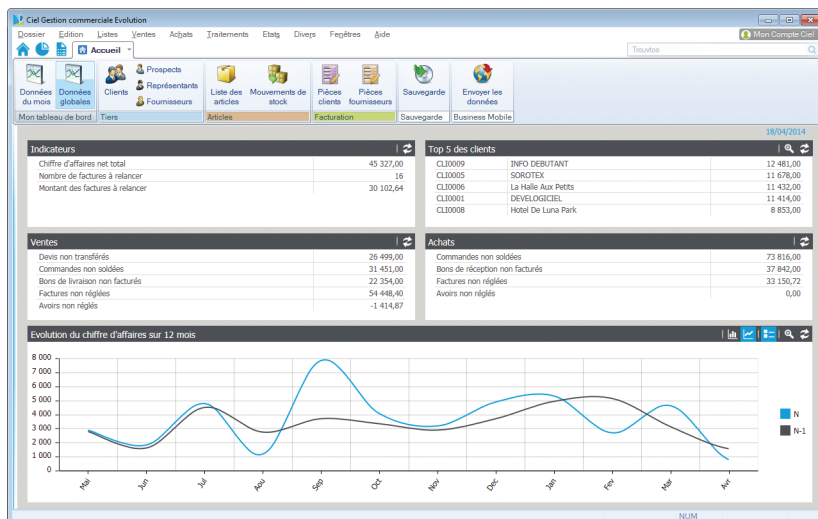 Ciel Gestion commerciale Evolution
Dossier Edition Listes Ventes Achats Traitements Etats Divers Fenêtres Aide
Mon Compte Ciel
Accueil
Trouvtoo
Données du mois
Données globales
Clients
Prospects
Représentants
Fournisseurs
Liste des articles
Mouvements de stock
Pièces clients
Pièces fournisseurs
Sauvegarde
Envoyer les données
Mon tableau de bord Tiers Articles Facturation Sauvegarde Business Mobile
18/04/2014
Indicateurs
Chiffre d'affaires net total 45 327,00
Nombre de factures à relancer 16
Montant des factures à relancer 30 102,64
Top 5 des clients
CLI0009 INFO DEBUTANT 12 481,00
CLI0005 SOROTEX 11 678,00
CLI0006 La Halle Aux Petits 11 432,00
CLI0001 DEVELOGICIEL 11 414,00
CLI0008 Hotel De Luna Park 8 853,00
Ventes
Devis non transférés 26 499,00
Commandes non soldées 31 451,00
Bons de livraison non facturés 22 354,00
Factures non réglées 54 448,40
Avoirs non réglés -1 414,87
Achats
Commandes non soldées 73 816,00
Bons de réception non facturés 37 842,00
Factures non réglées 33 150,72
Avoirs non réglés 0,00
Evolution du chiffre d'affaires sur 12 mois
8 000
7 000
6 000
5 000
4 000
3 000
2 000
1 000
0
N
N-1
Mai Jun Jul Aou Sep Oct Nov Dec Jan Fev Mar Avr
NUM